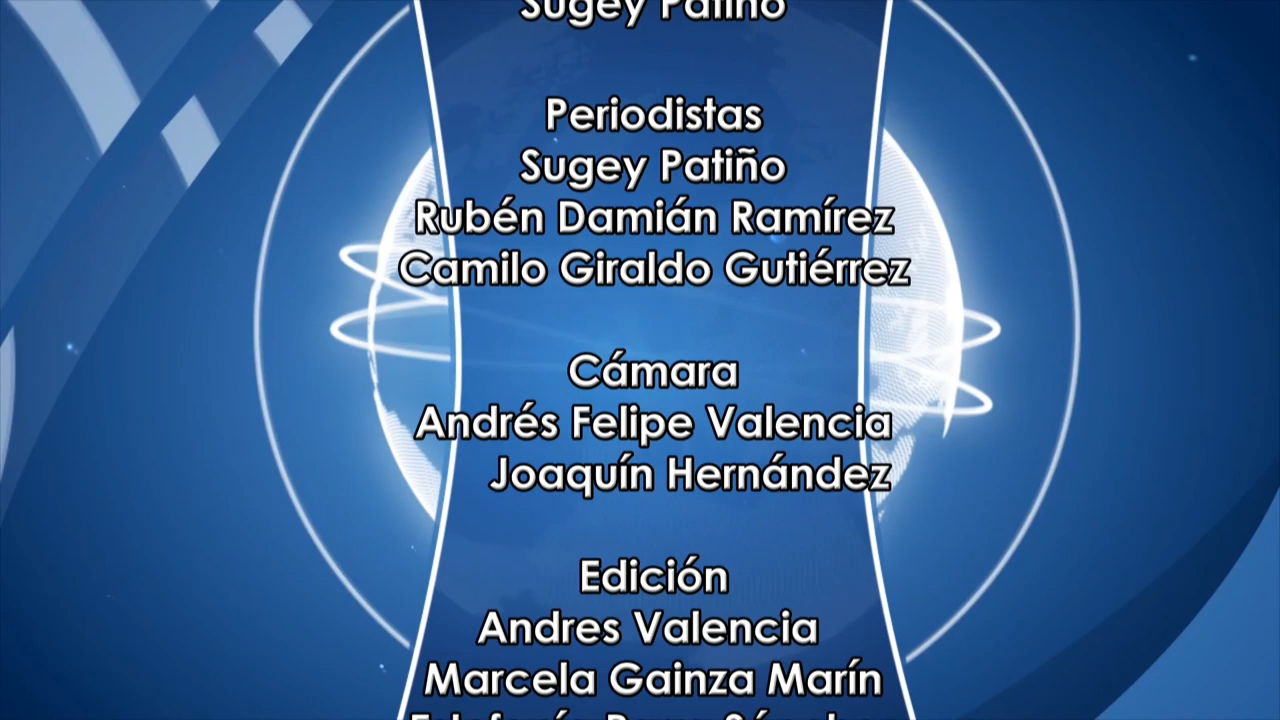 Sugey Patiño
Periodistas
Sugey Patiño
Rubén Damián Ramírez
Camilo Giraldo Gutiérrez
Cámara
Andrés Felipe Valencia
Joaquín Hernández
Edición
Andres Valencia
Marcela Gainza Marín